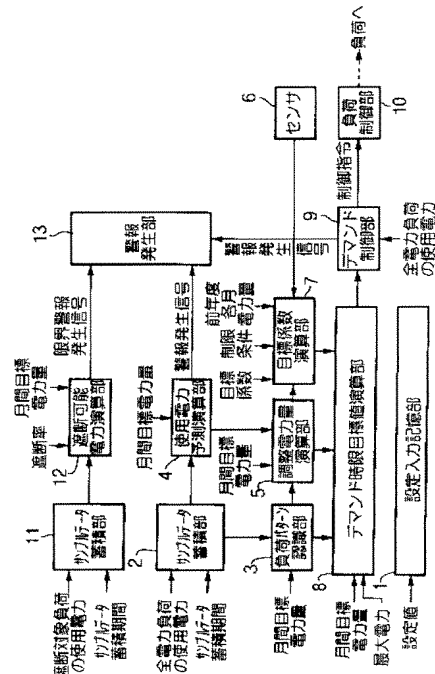 遮断対象負荷
の使用電力
サンプルデータ
蓄積期間
11
サンプルデータ
蓄積部
遮断率
月間目標
電力量
12
遮断可能
電力演算部
限界警報
発生信号
13
警報
発生部
全電力負荷
の使用電力
サンプルデータ
蓄積期間
2
サンプルデータ
蓄積部
月間目標電力量
4
使用電力
予測演算部
警報発生信号
警報
発生信号
月間目標
電力量
3
負荷パターン
認識部
月間目標
電力量
5
調整電力量
演算部
目標
係数
制限
条件
前年度
各月
電力量
7
目標係数
演算部
6
センサ
月間目標
電力量
最大電力
8
デマンド時限目標値演算部
9
デマンド
制御部
全電力負荷
の使用電力
制御指令
10
負荷
制御部
負荷へ
設定値
1
設定入力記憶部